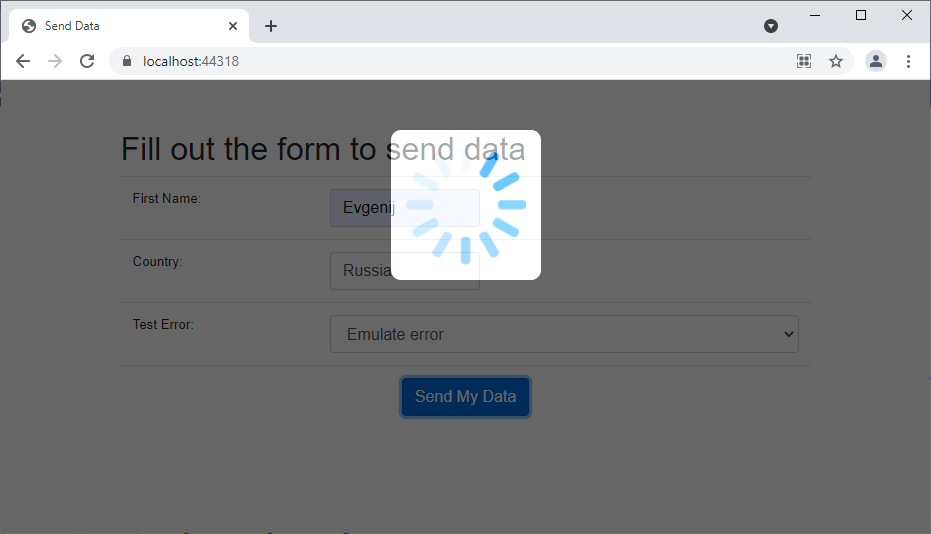 Send Data
localhost:44318
Fill out the form to send data
First Name:
Evgenij
Country:
Russia
Test Error:
Emulate error
Send My Data